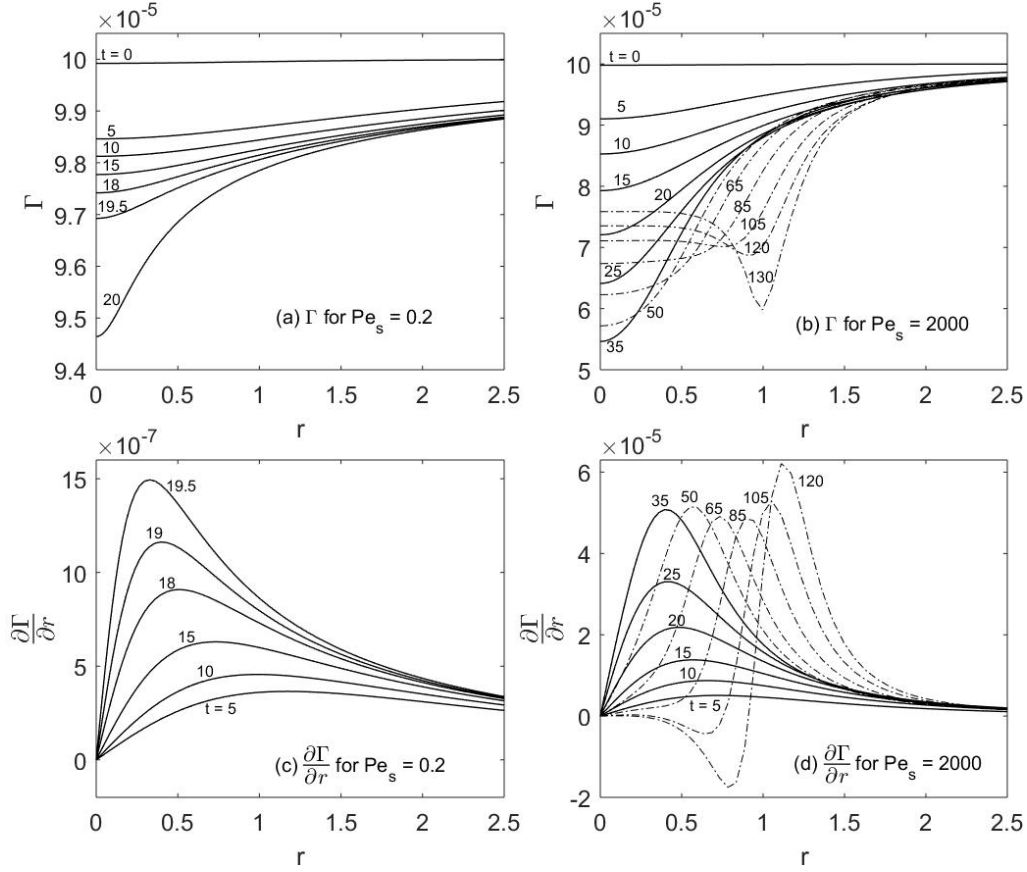 ×10⁻⁵
10
9.9
9.8
9.7
9.6
9.5
9.4
Γ
t = 0
5
10
15
18
19.5
20
(a) Γ for Pe_s = 0.2
0 0.5 1 1.5 2 2.5
r
×10⁻⁵
10
9
8
7
6
5
Γ
t = 0
5
10
15
20
65
85
105
120
25
130
50
35
(b) Γ for Pe_s = 2000
0 0.5 1 1.5 2 2.5
r
×10⁻⁷
15
10
5
0
∂Γ/∂r
19.5
19
18
15
10
t = 5
(c) ∂Γ/∂r for Pe_s = 0.2
0 0.5 1 1.5 2 2.5
r
×10⁻⁵
6
4
2
0
-2
∂Γ/∂r
35 50 65 85 105 120
25
20
15
10
t = 5
(d) ∂Γ/∂r for Pe_s = 2000
0 0.5 1 1.5 2 2.5
r